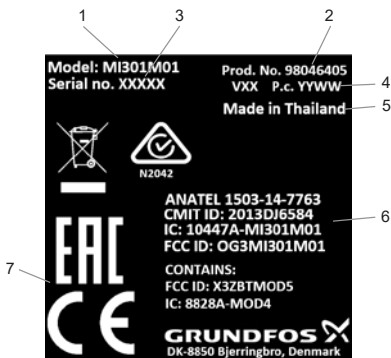 1
3
2
Model: MI301M01
Serial no. XXXXX
Prod. No. 98046405
VXX P.c. YYWW
4
Made in Thailand
5
N2042
ANATEL 1503-14-7763
CMIT ID: 2013DJ6584
IC: 10447A-MI301M01
FCC ID: OG3MI301M01
6
EAC
CONTAINS:
FCC ID: X3ZBTMOD5
IC: 8828A-MOD4
7
CE
GRUNDFOS X
DK-8850 Bjerringbro, Denmark